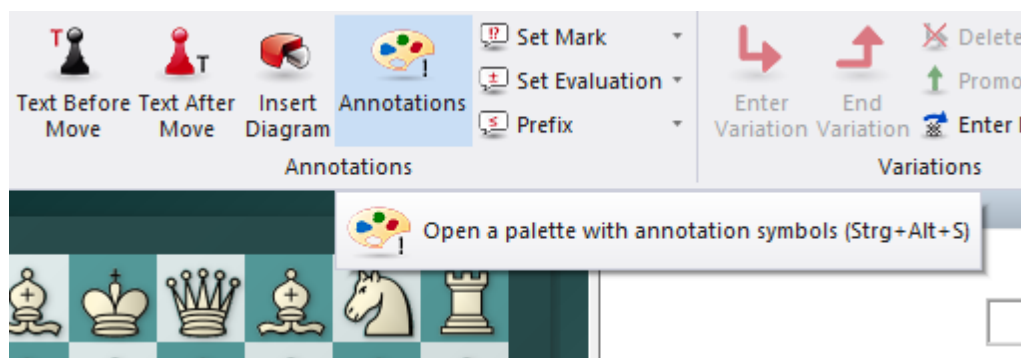 Text Before
Move
Text After
Move
Insert
Diagram
Annotations
Set Mark
Set Evaluation
Prefix
Annotations
Enter
Variation
End
Variation
Delete
Enter
Variations
Open a palette with annotation symbols (Strg+Alt+S)